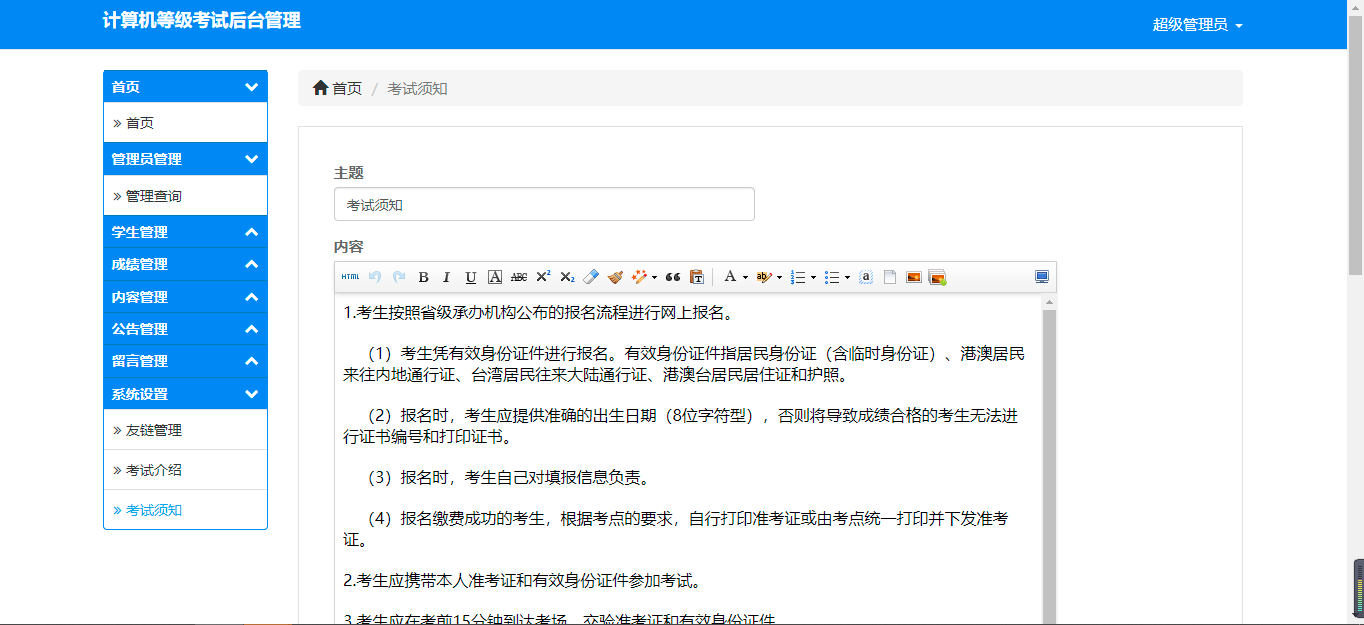 计算机等级考试后台管理
超级管理员
首页
» 首页
管理员管理
» 管理查询
学生管理
成绩管理
内容管理
公告管理
留言管理
系统设置
» 友链管理
» 考试介绍
» 考试须知
首页 / 考试须知
主题
考试须知
内容
HTML B I U A ABC X² X₂ T A ab a
1.考生按照省级承办机构公布的报名流程进行网上报名。
（1）考生凭有效身份证件进行报名。有效身份证件指居民身份证（含临时身份证）、港澳居民
来往内地通行证、台湾居民往来大陆通行证、港澳台居民居住证和护照。
（2）报名时，考生应提供准确的出生日期（8位字符型），否则将导致成绩合格的考生无法进
行证书编号和打印证书。
（3）报名时，考生自己对填报信息负责。
（4）报名缴费成功的考生，根据考点的要求，自行打印准考证或由考点统一打印并下发准考
证。
2.考生应携带本人准考证和有效身份证件参加考试。
3.考生应在考前15分钟到达考场，交验准考证和有效身份证件